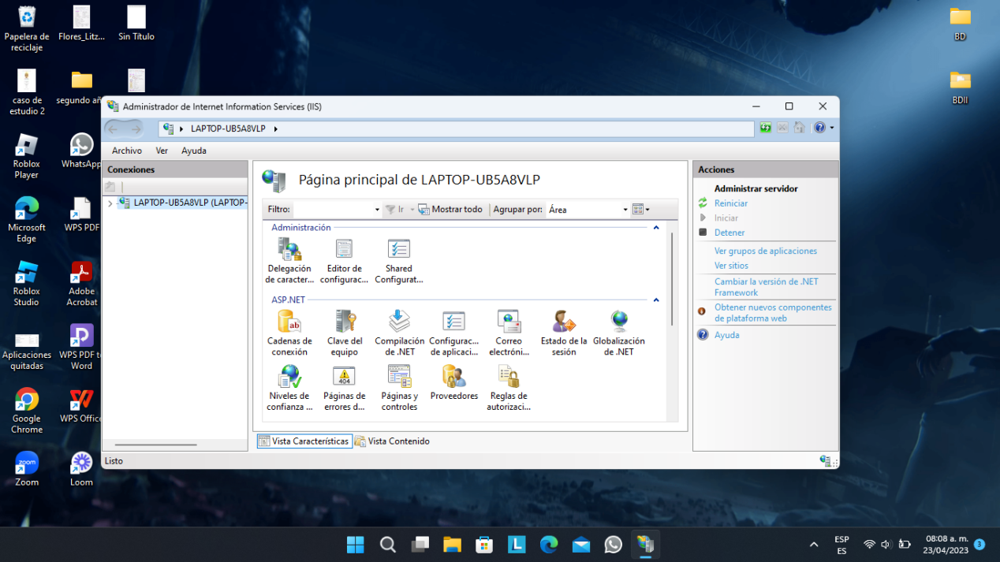 Papelera de
reciclaje
Flores_Litz...
Sin Título
caso de
estudio 2
segundo añ
Roblox
Player
WhatsApp
Microsoft
Edge
WPS PDF
Roblox
Studio
Adobe
Acrobat
Aplicaciones
quitadas
WPS PDF t
Word
Google
Chrome
WPS Office
Zoom
Loom
BD
BDII
Administrador de Internet Information Services (IIS)
LAPTOP-UB5A8VLP
Archivo Ver Ayuda
Conexiones
LAPTOP-UB5A8VLP (LAPTOP-
Página principal de LAPTOP-UB5A8VLP
Filtro: Ir Mostrar todo Agrupar por: Área
Administración
Delegación
de caracter...
Editor de
configurac...
Shared
Configurat...
ASP.NET
Cadenas de
conexión
Clave del
equipo
Compilación
de .NET
Configurac...
de aplicaci...
Correo
electróni...
Estado de la
sesión
Globalización
de .NET
Niveles de
confianza ...
Páginas de
errores d...
Páginas y
controles
Proveedores
Reglas de
autorizaci...
Vista Características Vista Contenido
Listo
Acciones
Administrar servidor
Reiniciar
Iniciar
Detener
Ver grupos de aplicaciones
Ver sitios
Cambiar la versión de .NET
Framework
Obtener nuevos componentes
de plataforma web
Ayuda
ESP
ES
08:08 a. m.
23/04/2023
3